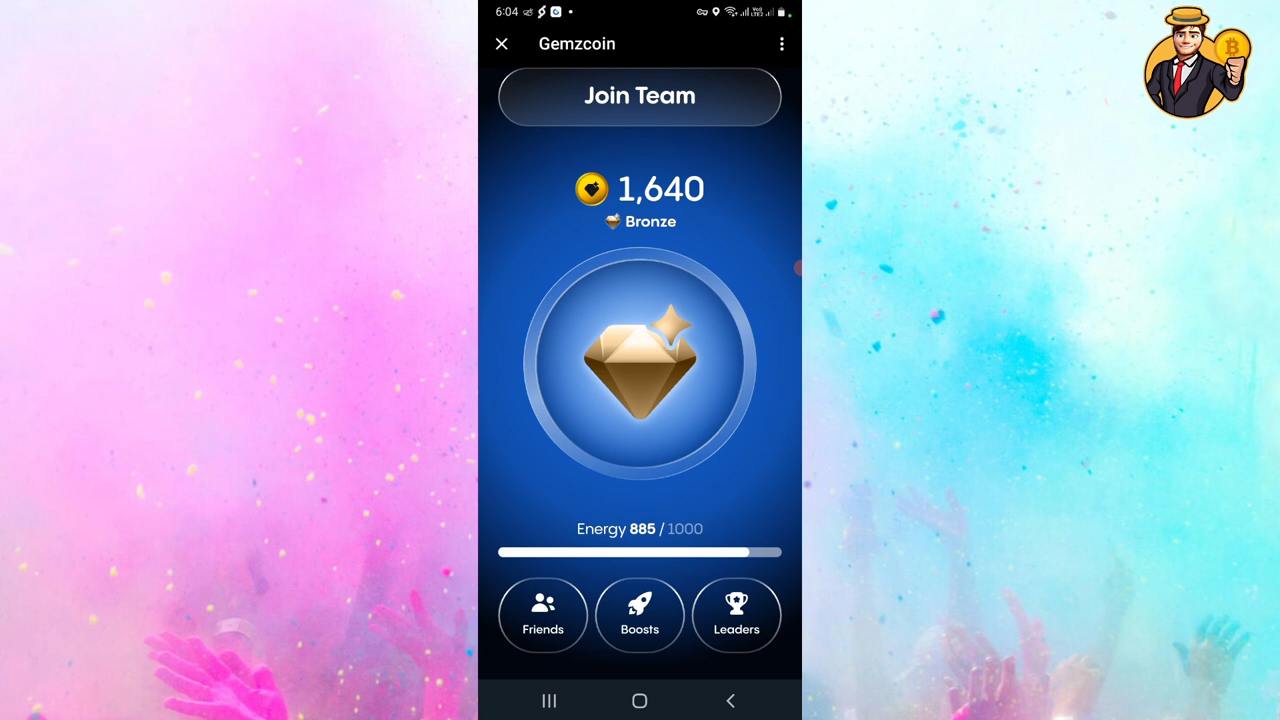 6:04
Gemzcoin
Join Team
1,640
Bronze
Energy 885 / 1000
Friends
Boosts
Leaders